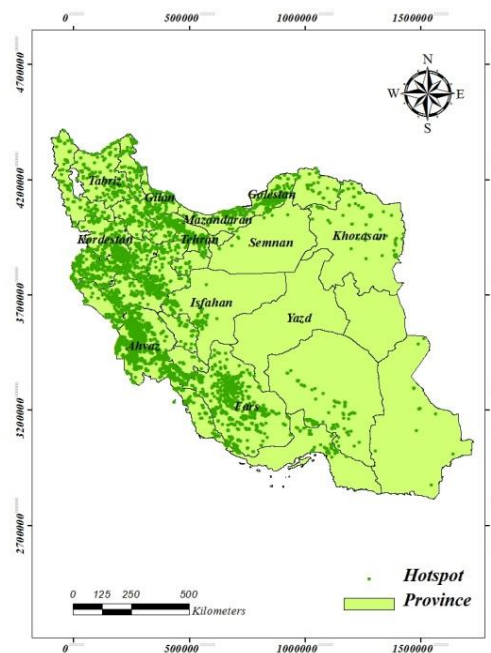 0 500000 1000000 1500000
4700000
4200000
3700000
3200000
2700000
N
W E
S
Tabriz
Gilan
Golestan
Mazandaran
Kordestan
Tehran
Semnan
Khorasan
Isfahan
Yazd
Ahvaz
Fars
Hotspot
Province
0 125 250 500
Kilometers
0 500000 1000000 1500000